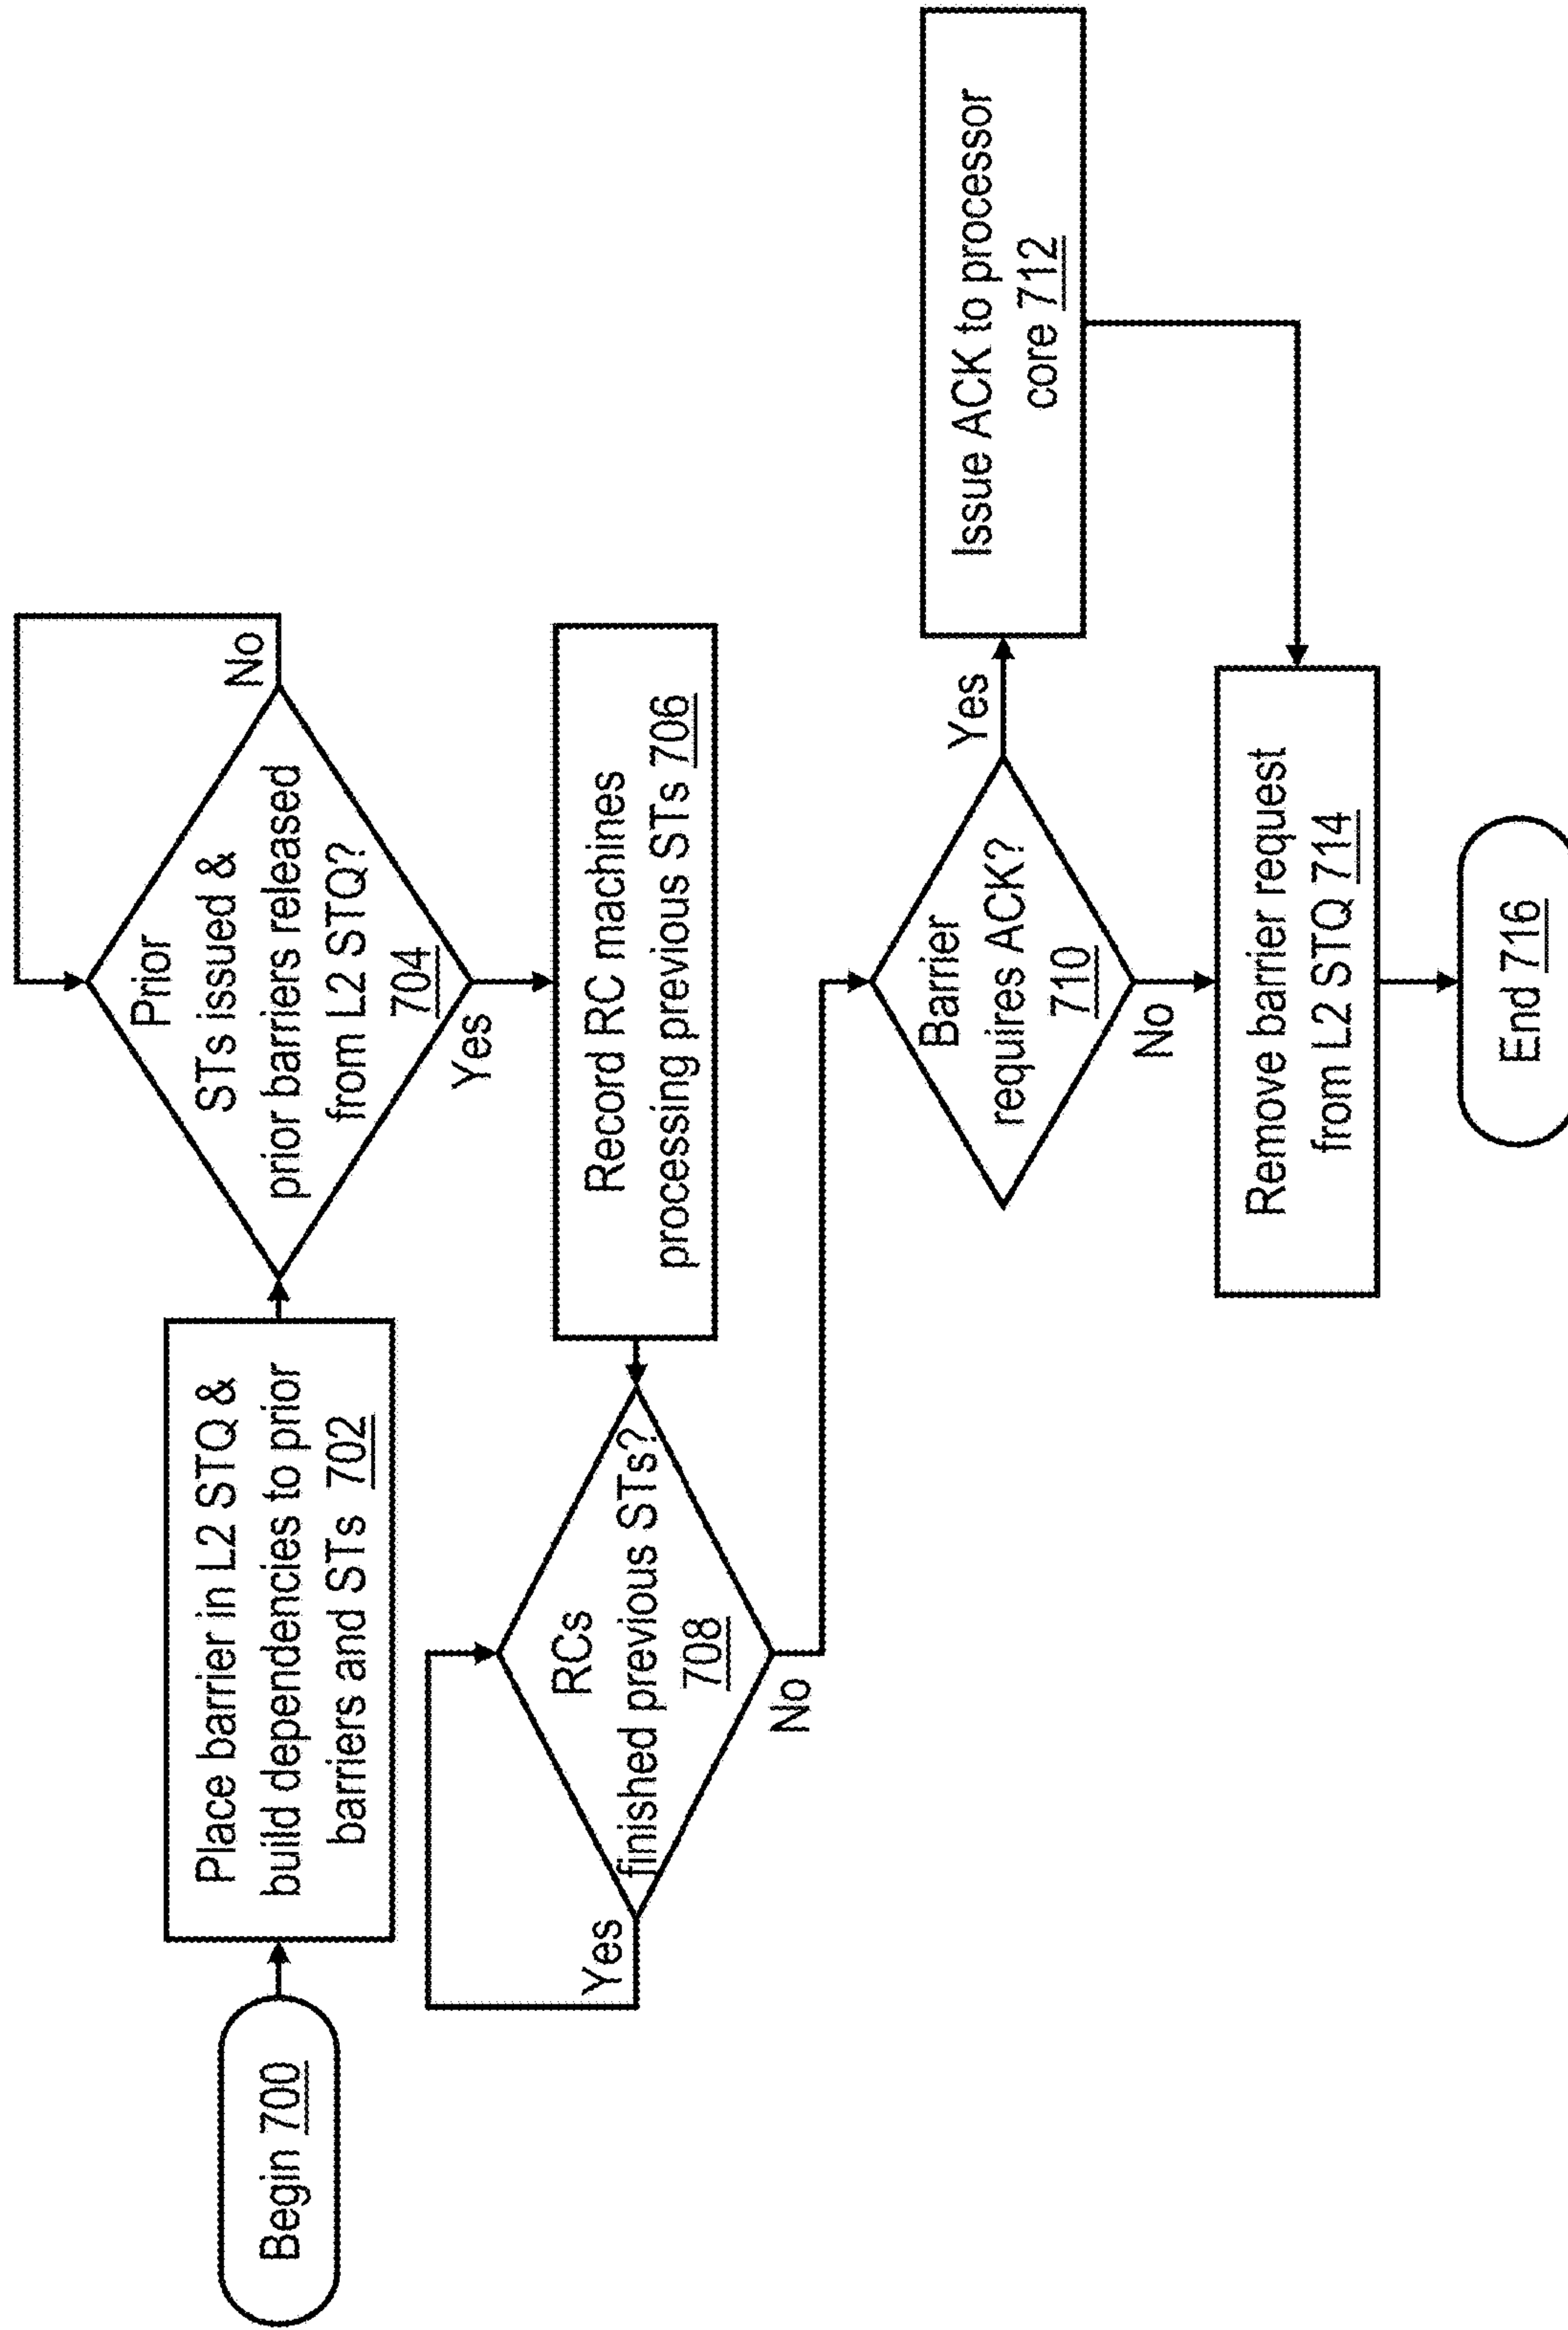 Begin 700
Place barrier in L2 STQ &
build dependencies to prior
barriers and STs 702
Prior
STs issued &
prior barriers released
from L2 STQ?
704
No
Yes
Record RC machines
processing previous STs 706
RCs
finished previous STs?
708
Yes
No
Barrier
requires ACK?
710
Yes
No
Issue ACK to processor
core 712
Remove barrier request
from L2 STQ 714
End 716